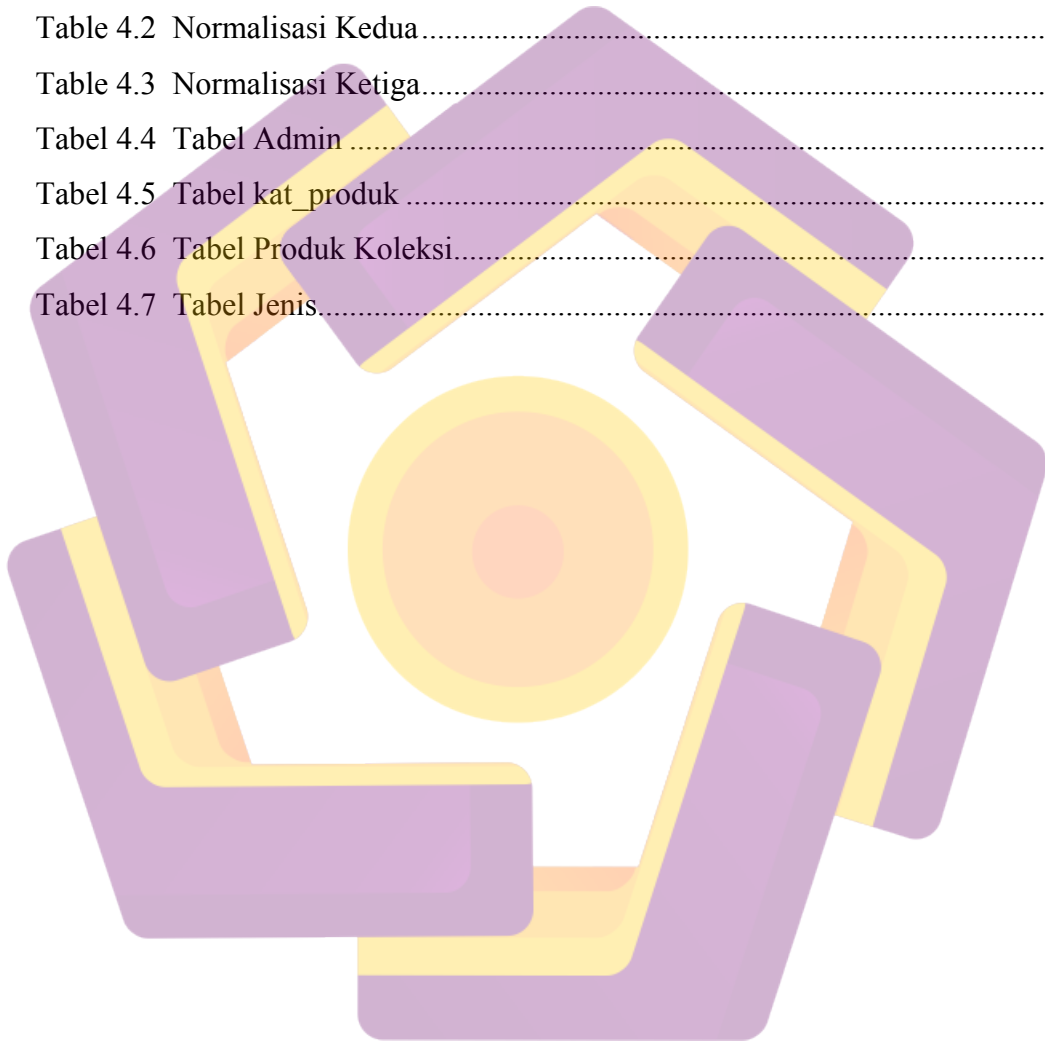 Table 4.2 Normalisasi Kedua................................................................................
Table 4.3 Normalisasi Ketiga................................................................................
Tabel 4.4 Tabel Admin ........................................................................................
Tabel 4.5 Tabel kat_produk .................................................................................
Tabel 4.6 Tabel Produk Koleksi...........................................................................
Tabel 4.7 Tabel Jenis............................................................................................